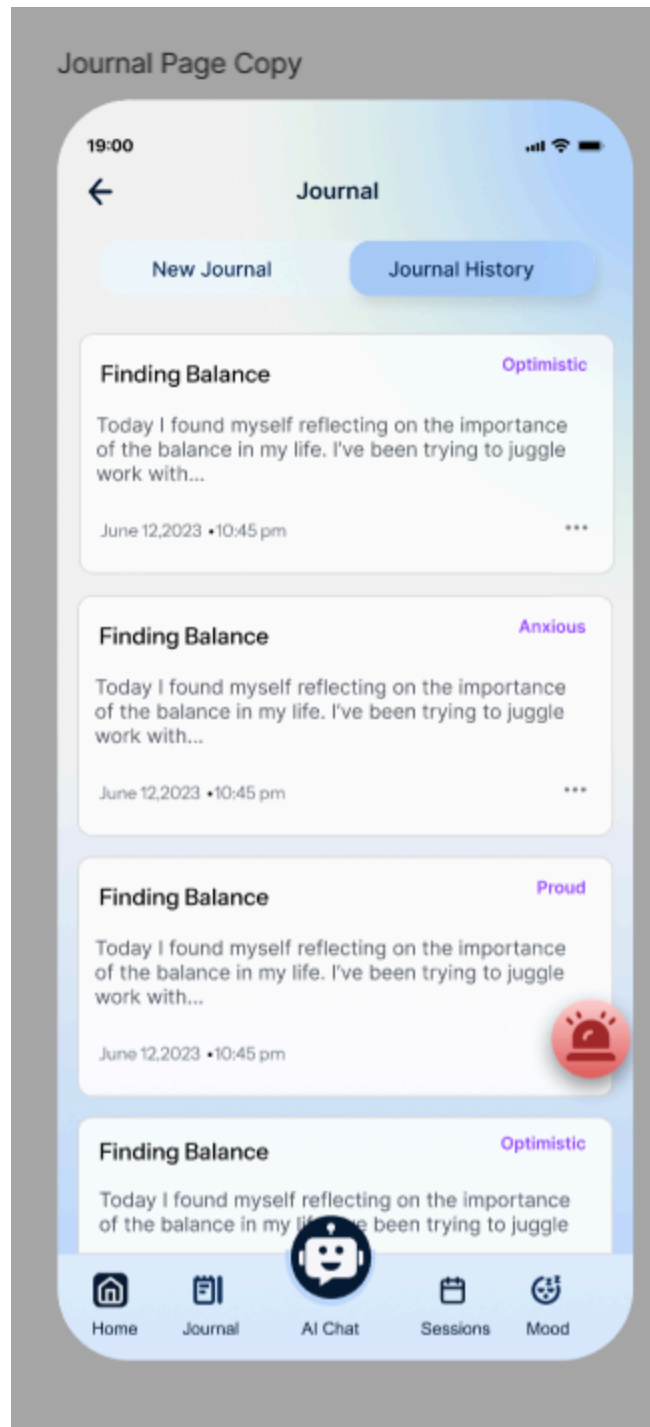 Journal Page Copy
19:00
Journal
New Journal
Journal History
Finding Balance
Optimistic
Today I found myself reflecting on the importance
of the balance in my life. I've been trying to juggle
work with...
June 12,2023 •10:45 pm
Finding Balance
Anxious
Today I found myself reflecting on the importance
of the balance in my life. I've been trying to juggle
work with...
June 12,2023 •10:45 pm
Finding Balance
Proud
Today I found myself reflecting on the importance
of the balance in my life. I've been trying to juggle
work with...
June 12,2023 •10:45 pm
Finding Balance
Optimistic
Today I found myself reflecting on the importance
of the balance in my been trying to juggle
Home
Journal
AI Chat
Sessions
Mood